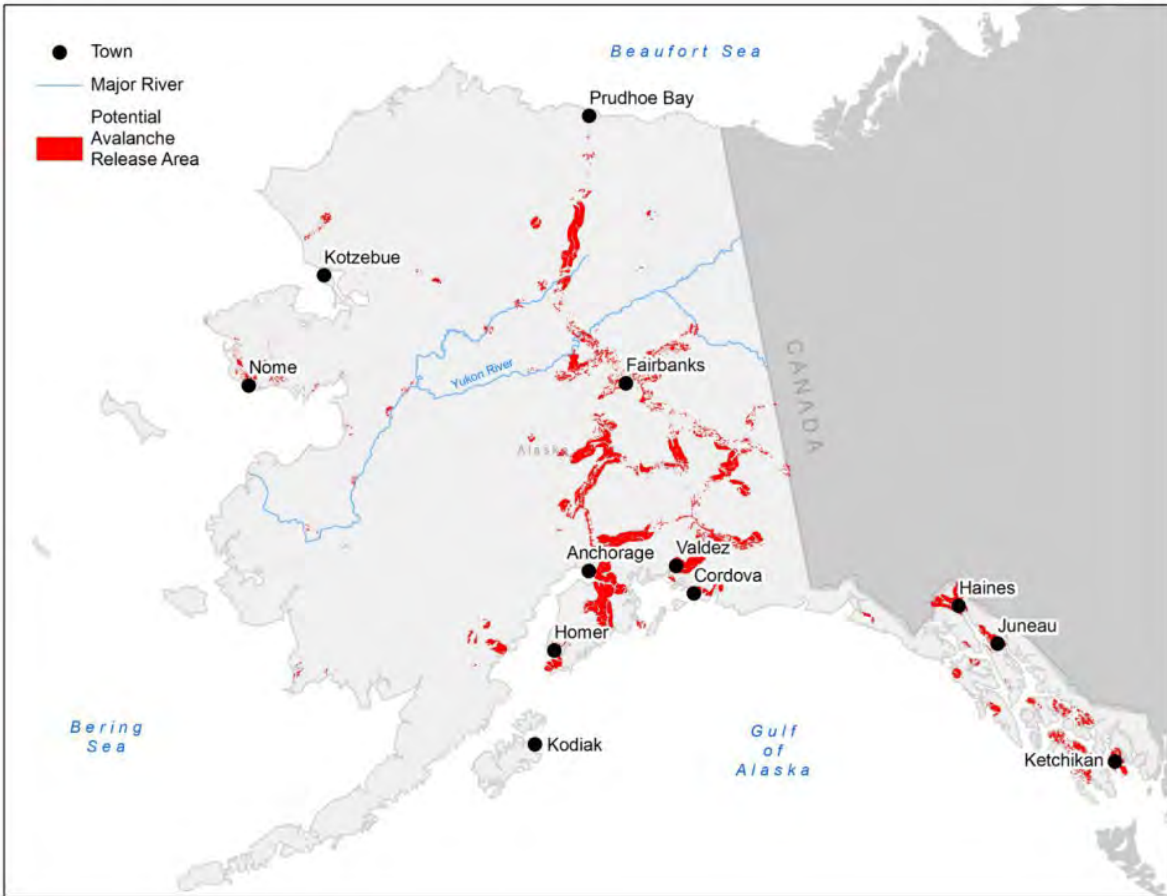 Town
Major River
Potential
Avalanche
Release Area
Beaufort Sea
Prudhoe Bay
Kotzebue
Nome
Yukon River
Fairbanks
CANADA
Alaska
Anchorage
Valdez
Cordova
Homer
Haines
Juneau
Bering
Sea
Kodiak
Gulf
of
Alaska
Ketchikan